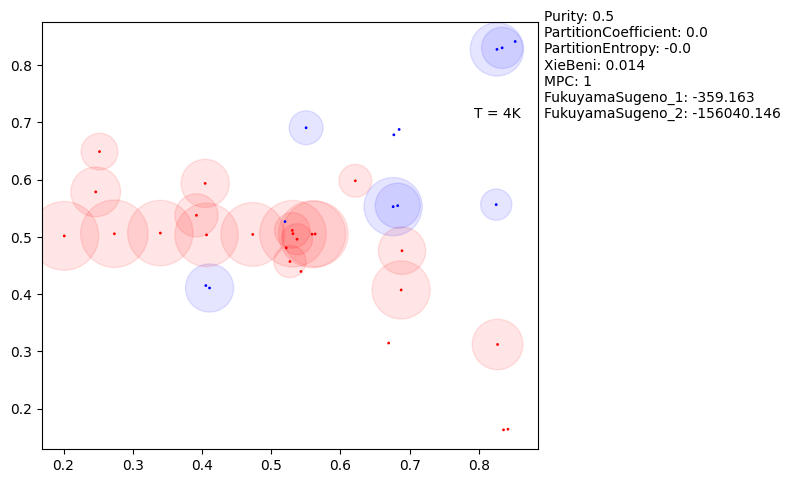 Purity: 0.5
PartitionCoefficient: 0.0
PartitionEntropy: -0.0
XieBeni: 0.014
MPC: 1
FukuyamaSugeno_1: -359.163
FukuyamaSugeno_2: -156040.146
T = 4K
0.8
0.7
0.6
0.5
0.4
0.3
0.2
0.2 0.3 0.4 0.5 0.6 0.7 0.8